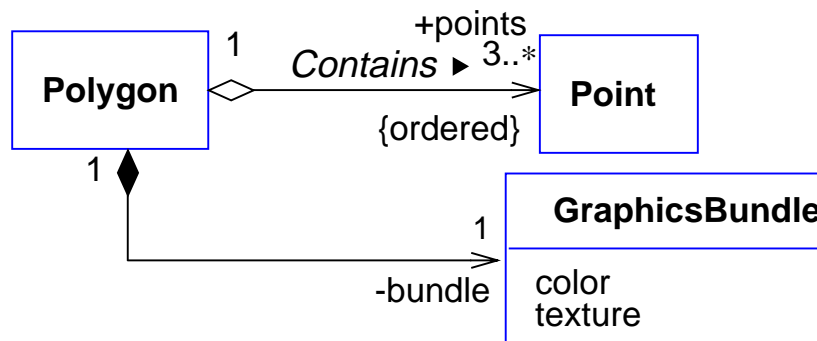 1
+points
Contains ▶ 3..*
Polygon
Point
{ordered}
1
1
GraphicsBundle
-bundle
color
texture